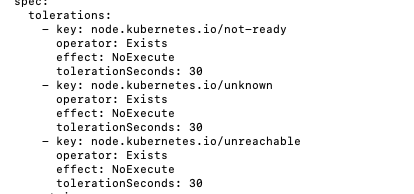 spec:
  tolerations:
    - key: node.kubernetes.io/not-ready
      operator: Exists
      effect: NoExecute
      tolerationSeconds: 30
    - key: node.kubernetes.io/unknown
      operator: Exists
      effect: NoExecute
      tolerationSeconds: 30
    - key: node.kubernetes.io/unreachable
      operator: Exists
      effect: NoExecute
      tolerationSeconds: 30